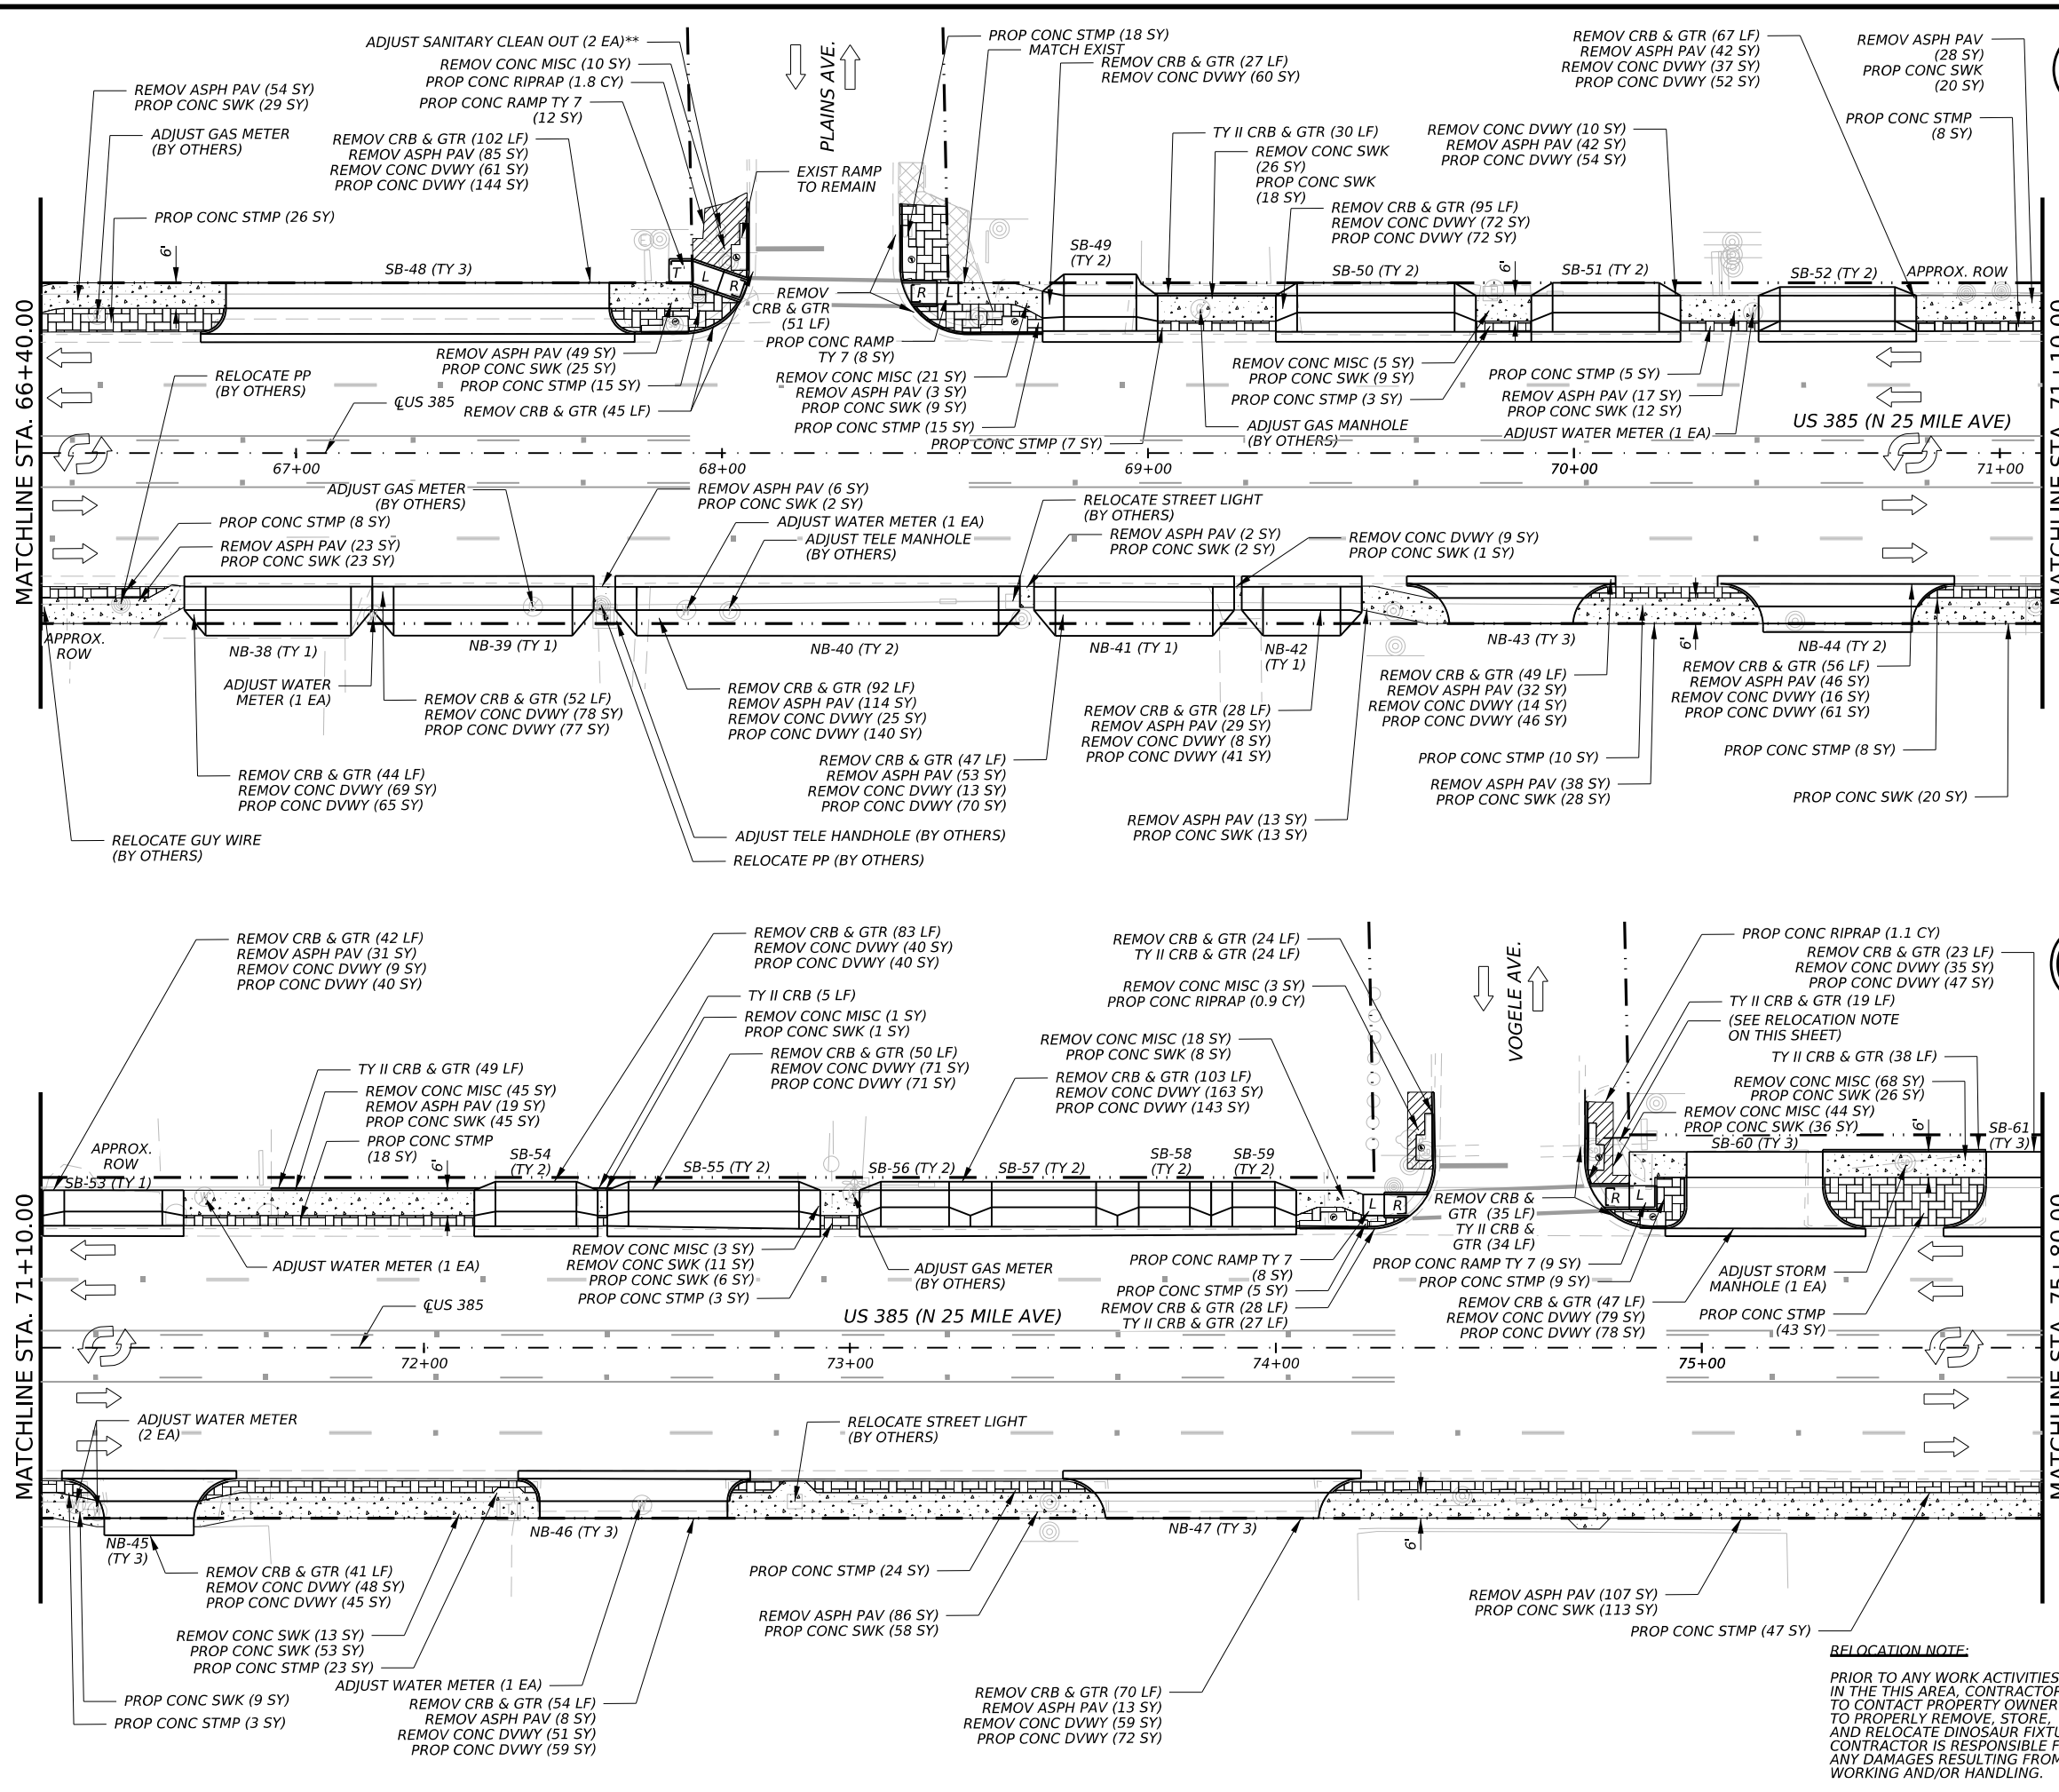 ADJUST SANITARY CLEAN OUT (2 EA)**
REMOV CONC MISC (10 SY)
PROP CONC RIPRAP (1.8 CY)
PROP CONC RAMP TY 7
(12 SY)
REMOV ASPH PAV (54 SY)
PROP CONC SWK (29 SY)
ADJUST GAS METER
(BY OTHERS)
REMOV CRB & GTR (102 LF)
REMOV ASPH PAV (85 SY)
REMOV CONC DVWY (61 SY)
PROP CONC DVWY (144 SY)
PROP CONC STMP (26 SY)
6'
SB-48 (TY 3)
T
L
R
PLAINS AVE.
EXIST RAMP
TO REMAIN
PROP CONC STMP (18 SY)
MATCH EXIST
REMOV CRB & GTR (27 LF)
REMOV CONC DVWY (60 SY)
TY II CRB & GTR (30 LF)
REMOV CONC SWK
(26 SY)
PROP CONC SWK
(18 SY)
REMOV CRB & GTR (95 LF)
REMOV CONC DVWY (72 SY)
PROP CONC DVWY (72 SY)
REMOV CONC DVWY (10 SY)
REMOV ASPH PAV (42 SY)
PROP CONC DVWY (54 SY)
REMOV CRB & GTR (67 LF)
REMOV ASPH PAV (42 SY)
REMOV CONC DVWY (37 SY)
PROP CONC DVWY (52 SY)
REMOV ASPH PAV
(28 SY)
PROP CONC SWK
(20 SY)
PROP CONC STMP
(8 SY)
SB-49
(TY 2)
SB-50 (TY 2)
6'
SB-51 (TY 2)
SB-52 (TY 2)
APPROX. ROW
R
L
REMOV
CRB & GTR
(51 LF)
PROP CONC RAMP
TY 7 (8 SY)
REMOV CONC MISC (21 SY)
REMOV ASPH PAV (3 SY)
PROP CONC SWK (9 SY)
PROP CONC STMP (15 SY)
PROP CONC STMP (7 SY)
REMOV ASPH PAV (49 SY)
PROP CONC SWK (25 SY)
PROP CONC STMP (15 SY)
REMOV CRB & GTR (45 LF)
RELOCATE PP
(BY OTHERS)
℄ US 385
REMOV CONC MISC (5 SY)
PROP CONC SWK (9 SY)
PROP CONC STMP (3 SY)
ADJUST GAS MANHOLE
(BY OTHERS)
PROP CONC STMP (5 SY)
REMOV ASPH PAV (17 SY)
PROP CONC SWK (12 SY)
ADJUST WATER METER (1 EA)
US 385 (N 25 MILE AVE)
MATCHLINE STA. 66+40.00
MATCHLINE STA. 71+10.00
67+00
68+00
69+00
70+00
71+00
ADJUST GAS METER
(BY OTHERS)
REMOV ASPH PAV (6 SY)
PROP CONC SWK (2 SY)
ADJUST WATER METER (1 EA)
ADJUST TELE MANHOLE
(BY OTHERS)
RELOCATE STREET LIGHT
(BY OTHERS)
REMOV ASPH PAV (2 SY)
PROP CONC SWK (2 SY)
REMOV CONC DVWY (9 SY)
PROP CONC SWK (1 SY)
PROP CONC STMP (8 SY)
REMOV ASPH PAV (23 SY)
PROP CONC SWK (23 SY)
APPROX.
ROW
NB-38 (TY 1)
NB-39 (TY 1)
NB-40 (TY 2)
NB-41 (TY 1)
NB-42
(TY 1)
NB-43 (TY 3)
6'
NB-44 (TY 2)
ADJUST WATER
METER (1 EA)
REMOV CRB & GTR (52 LF)
REMOV CONC DVWY (78 SY)
PROP CONC DVWY (77 SY)
REMOV CRB & GTR (92 LF)
REMOV ASPH PAV (114 SY)
REMOV CONC DVWY (25 SY)
PROP CONC DVWY (140 SY)
REMOV CRB & GTR (28 LF)
REMOV ASPH PAV (29 SY)
REMOV CONC DVWY (8 SY)
PROP CONC DVWY (41 SY)
REMOV CRB & GTR (49 LF)
REMOV ASPH PAV (32 SY)
REMOV CONC DVWY (14 SY)
PROP CONC DVWY (46 SY)
REMOV CRB & GTR (56 LF)
REMOV ASPH PAV (46 SY)
REMOV CONC DVWY (16 SY)
PROP CONC DVWY (61 SY)
REMOV CRB & GTR (44 LF)
REMOV CONC DVWY (69 SY)
PROP CONC DVWY (65 SY)
REMOV CRB & GTR (47 LF)
REMOV ASPH PAV (53 SY)
REMOV CONC DVWY (13 SY)
PROP CONC DVWY (70 SY)
PROP CONC STMP (10 SY)
REMOV ASPH PAV (38 SY)
PROP CONC SWK (28 SY)
PROP CONC STMP (8 SY)
PROP CONC SWK (20 SY)
REMOV ASPH PAV (13 SY)
PROP CONC SWK (13 SY)
RELOCATE GUY WIRE
(BY OTHERS)
ADJUST TELE HANDHOLE (BY OTHERS)
RELOCATE PP (BY OTHERS)
REMOV CRB & GTR (42 LF)
REMOV ASPH PAV (31 SY)
REMOV CONC DVWY (9 SY)
PROP CONC DVWY (40 SY)
REMOV CRB & GTR (83 LF)
REMOV CONC DVWY (40 SY)
PROP CONC DVWY (40 SY)
TY II CRB (5 LF)
REMOV CONC MISC (1 SY)
PROP CONC SWK (1 SY)
REMOV CRB & GTR (50 LF)
REMOV CONC DVWY (71 SY)
PROP CONC DVWY (71 SY)
TY II CRB & GTR (49 LF)
REMOV CONC MISC (45 SY)
REMOV ASPH PAV (19 SY)
PROP CONC SWK (45 SY)
PROP CONC STMP
(18 SY)
REMOV CRB & GTR (24 LF)
TY II CRB & GTR (24 LF)
REMOV CONC MISC (3 SY)
PROP CONC RIPRAP (0.9 CY)
REMOV CONC MISC (18 SY)
PROP CONC SWK (8 SY)
REMOV CRB & GTR (103 LF)
REMOV CONC DVWY (163 SY)
PROP CONC DVWY (143 SY)
VOGELE AVE.
PROP CONC RIPRAP (1.1 CY)
REMOV CRB & GTR (23 LF)
REMOV CONC DVWY (35 SY)
PROP CONC DVWY (47 SY)
TY II CRB & GTR (19 LF)
(SEE RELOCATION NOTE
ON THIS SHEET)
TY II CRB & GTR (38 LF)
REMOV CONC MISC (68 SY)
PROP CONC SWK (26 SY)
REMOV CONC MISC (44 SY)
PROP CONC SWK (36 SY)
APPROX.
ROW
SB-53 (TY 1)
6'
SB-54
(TY 2)
SB-55 (TY 2)
SB-56 (TY 2)
SB-57 (TY 2)
SB-58
(TY 2)
SB-59
(TY 2)
SB-60 (TY 3)
6'
SB-61
(TY 3)
L
R
R
L
ADJUST WATER METER (1 EA)
REMOV CONC MISC (3 SY)
REMOV CONC SWK (11 SY)
PROP CONC SWK (6 SY)
PROP CONC STMP (3 SY)
ADJUST GAS METER
(BY OTHERS)
PROP CONC RAMP TY 7
(8 SY)
PROP CONC STMP (5 SY)
REMOV CRB & GTR (28 LF)
TY II CRB & GTR (27 LF)
REMOV CRB &
GTR (35 LF)
TY II CRB &
GTR (34 LF)
PROP CONC RAMP TY 7 (9 SY)
PROP CONC STMP (9 SY)
REMOV CRB & GTR (47 LF)
REMOV CONC DVWY (79 SY)
PROP CONC DVWY (78 SY)
ADJUST STORM
MANHOLE (1 EA)
PROP CONC STMP
(43 SY)
℄ US 385
US 385 (N 25 MILE AVE)
MATCHLINE STA. 71+10.00
MATCHLINE STA. 75+80.00
72+00
73+00
74+00
75+00
ADJUST WATER METER
(2 EA)
RELOCATE STREET LIGHT
(BY OTHERS)
NB-45
(TY 3)
NB-46 (TY 3)
NB-47 (TY 3)
6'
REMOV CRB & GTR (41 LF)
REMOV CONC DVWY (48 SY)
PROP CONC DVWY (45 SY)
PROP CONC STMP (24 SY)
REMOV ASPH PAV (86 SY)
PROP CONC SWK (58 SY)
REMOV ASPH PAV (107 SY)
PROP CONC SWK (113 SY)
PROP CONC STMP (47 SY)
REMOV CONC SWK (13 SY)
PROP CONC SWK (53 SY)
PROP CONC STMP (23 SY)
ADJUST WATER METER (1 EA)
PROP CONC SWK (9 SY)
PROP CONC STMP (3 SY)
REMOV CRB & GTR (54 LF)
REMOV ASPH PAV (8 SY)
REMOV CONC DVWY (51 SY)
PROP CONC DVWY (59 SY)
REMOV CRB & GTR (70 LF)
REMOV ASPH PAV (13 SY)
REMOV CONC DVWY (59 SY)
PROP CONC DVWY (72 SY)
RELOCATION NOTE:
PRIOR TO ANY WORK ACTIVITIES
IN THE THIS AREA, CONTRACTOR
TO CONTACT PROPERTY OWNER
TO PROPERLY REMOVE, STORE,
AND RELOCATE DINOSAUR
CONTRACTOR IS RESPONSIBLE
ANY DAMAGES RESULTING FROM
WORKING AND/OR HANDLING.